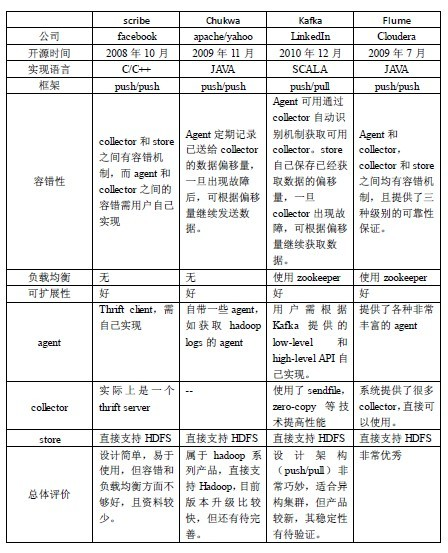 scribe Chukwa Kafka Flume
公司 facebook apache/yahoo LinkedIn Cloudera
开源时间 2008 年 10 月 2009 年 11 月 2010 年 12 月 2009 年 7 月
实现语言 C/C++ JAVA SCALA JAVA
框架 push/push push/push push/pull push/push
容错性
collector 和 store
之间有容错机
制，而 agent 和
collector 之间的
容错需用户自己
实现
Agent 定期记录
已送给 collector
的数据偏移量，
一旦出现故障
后，可根据偏移
量继续发送数
据。
Agent 可用通过
collector 自动识
别机制获取可用
collector。store
自己保存已经获
取数据的偏移
量，一旦
collector 出现故
障，可根据偏移
量继续获取数
据。
Agent 和
collector，
collector 和 store
之间均有容错机
制，且提供了三
种级别的可靠性
保证。
负载均衡 无 无 使用 zookeeper 使用 zookeeper
可扩展性 好 好 好 好
agent
Thrift client，需
自己实现
自带一些 agent，
如获取 hadoop
logs 的 agent
用户需根据
Kafka 提供的
low-level 和
high-level API 自
己实现。
提供了各种非常
丰富的 agent
collector
实际上是一个
thrift server
--
使用了 sendfile，
zero-copy 等技
术提高性能
系统提供了很多
collector，直接可
以使用。
store 直接支持 HDFS 直接支持 HDFS 直接支持 HDFS 直接支持 HDFS
总体评价
设计简单，易于
使用，但容错和
负载均衡方面不
够好，且资料较
少。
属于 hadoop 系
列产品，直接支
持 Hadoop，目前
版本升级比较
快，但还有待完
善。
设计架构
（push/pull）非
常巧妙，适合异
构集群，但产品
较新，其稳定性
有待验证。
非常优秀